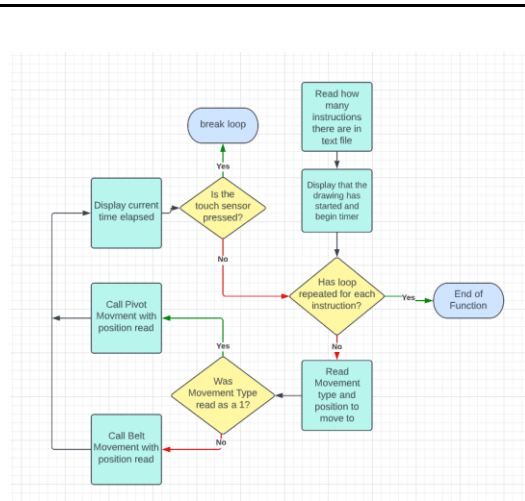 Read how
many
instructions
there are in
text file
break loop
Yes
Display that the
drawing has
started and
begin timer
Display current
time elapsed
Is the
touch sensor
pressed?
No
Has loop
repeated for each
instruction?
Yes
End of
Function
Call Pivot
Movment with
position read
Yes
No
Read
Movement
type and
position to
move to
Was
Movement Type
read as a 1?
No
Call Belt
Movement with
position read